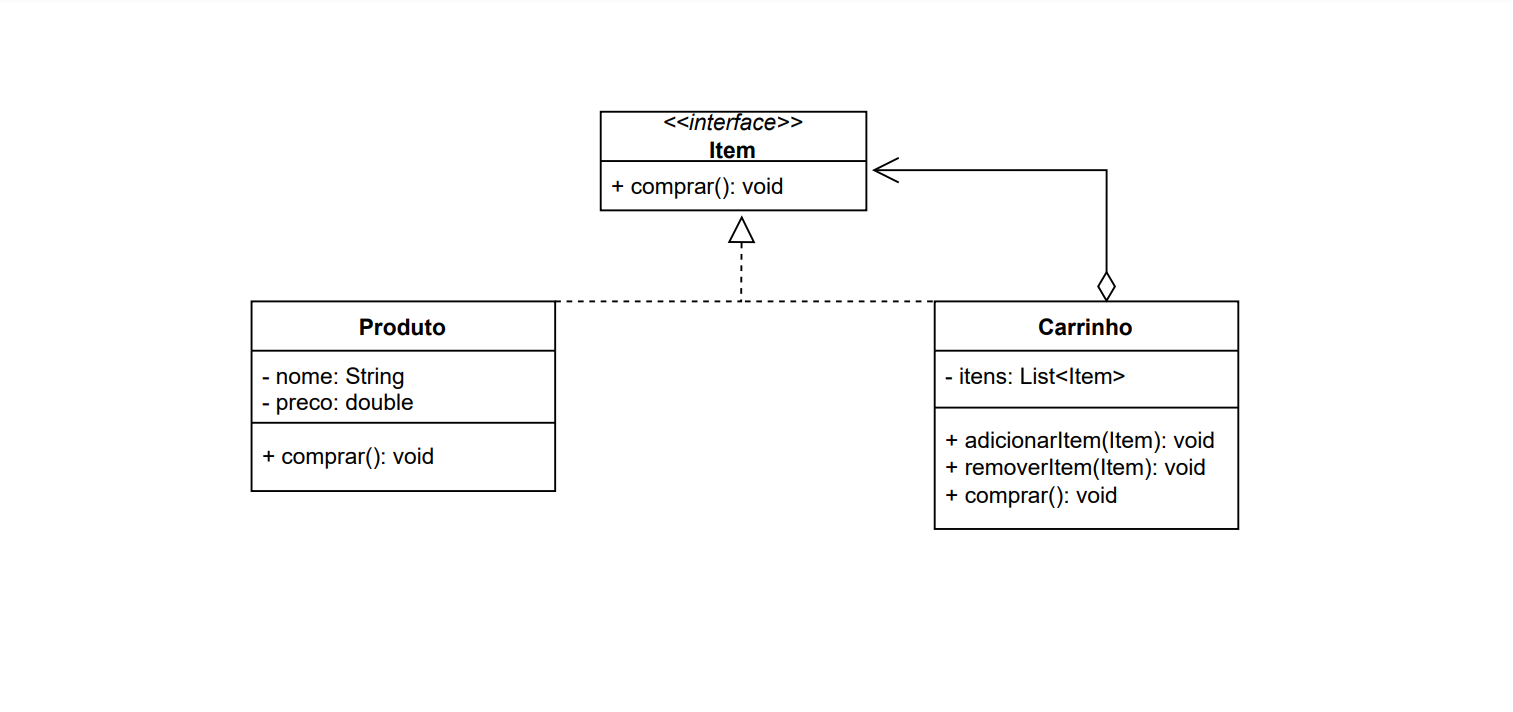 <<interface>>
Item
+ comprar(): void
Produto
- nome: String
- preco: double
+ comprar(): void
Carrinho
- itens: List<Item>
+ adicionarItem(Item): void
+ removerItem(Item): void
+ comprar(): void